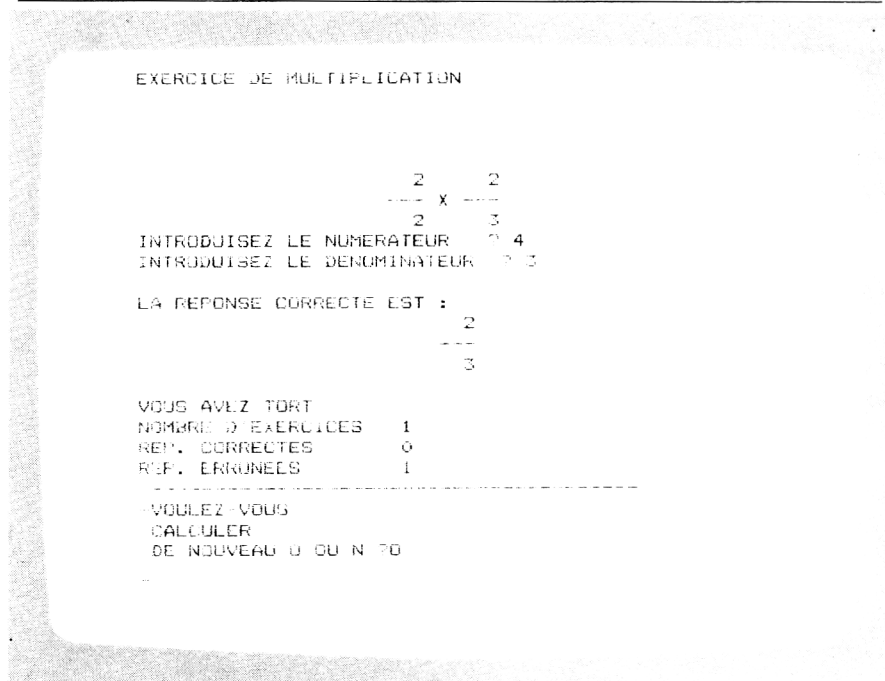 EXERCICE DE MULTIPLICATION
2 2
--- X ---
2 3
INTRODUISEZ LE NUMERATEUR ? 4
INTRODUISEZ LE DENOMINATEUR ? 3
LA REPONSE CORRECTE EST :
2
---
3
VOUS AVEZ TORT
NOMBRE D'EXERCICES 1
REP. CORRECTES 0
REP. ERRONEES 1
-VOULEZ-VOUS
CALCULER
DE NOUVEAU O OU N ?O